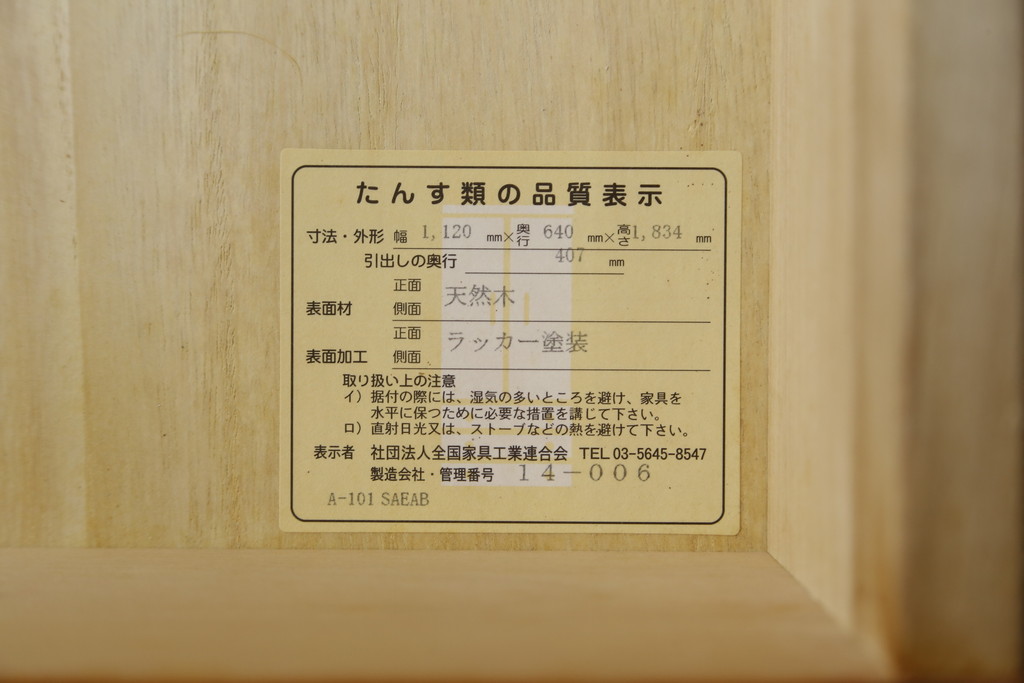 たんす類の品質表示
寸法・外形 幅 1,120 mm×奥行 640 mm×高さ1,834 mm
引出しの奥行 407 mm
正面
表面材 側面 天然木
正面
表面加工 側面 ラッカー塗装
取り扱い上の注意
イ）据付の際には、湿気の多いところを避け、家具を
水平に保つために必要な措置を講じて下さい。
ロ）直射日光又は、ストーブなどの熱を避けて下さい。
表示者 社団法人全国家具工業連合会 TEL 03-5645-8547
製造会社・管理番号 14-006
A-101 SAEAB